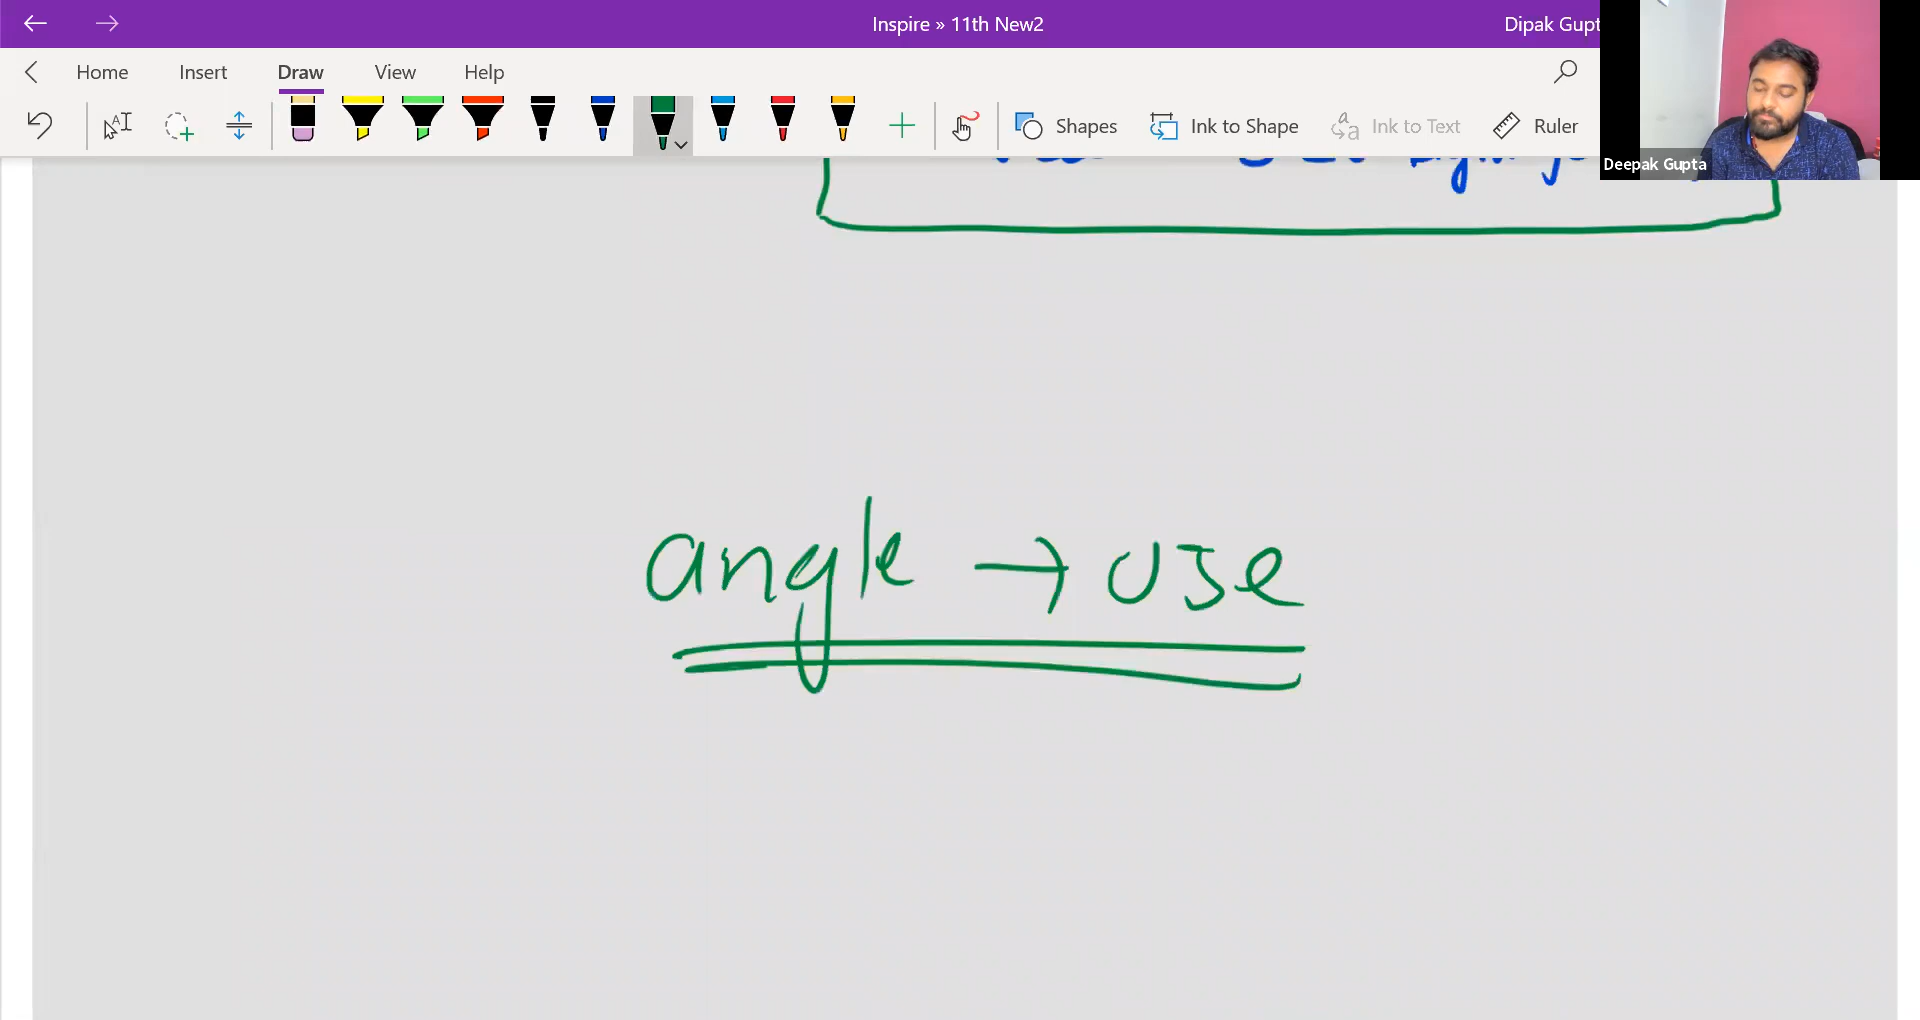 Inspire » 11th New2
Dipak Gupt
Home Insert Draw View Help
Shapes Ink to Shape Ink to Text Ruler
Deepak Gupta
angle → use